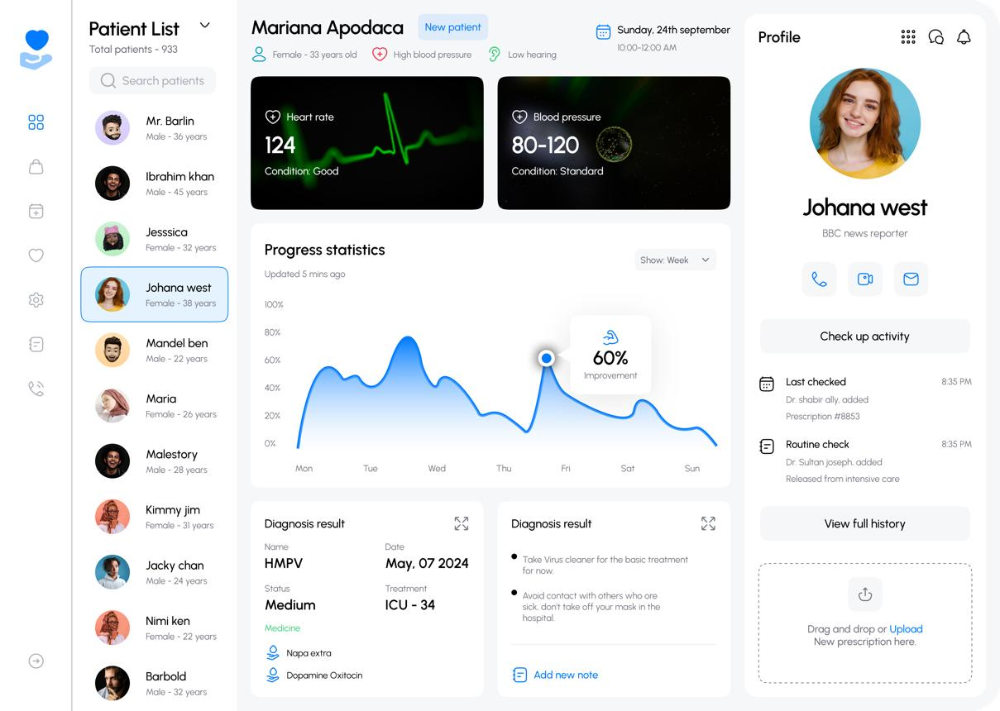 Patient List
Total patients - 933
Search patients
Mr. Barlin
Male - 36 years
Ibrahim khan
Male - 45 years
Jesssica
Female - 32 years
Johana west
Female - 38 years
Mandel ben
Male - 22 years
Maria
Female - 26 years
Malestory
Male - 28 years
Kimmy jim
Female - 31 years
Jacky chan
Male - 24 years
Nimi ken
Female - 22 years
Barbold
Male - 32 years
Mariana Apodaca
New patient
Female - 33 years old
High blood pressure
Low hearing
Sunday, 24th september
10:00-12:00 AM
Heart rate
124
Condition: Good
Blood pressure
80-120
Condition: Standard
Progress statistics
Updated 5 mins ago
Show: Week
100%
80%
60%
40%
20%
0%
60%
Improvement
Mon Tue Wed Thu Fri Sat Sun
Diagnosis result
Name Date
HMPV May, 07 2024
Status Treatment
Medium ICU - 34
Medicine
Napa extra
Dopamine Oxitocin
Diagnosis result
Take Virus cleaner for the basic treatment
for now.
Avoid contact with others who ore
sick, don't take off your mask in the
hospital.
Add new note
Profile
Johana west
BBC news reporter
Check up activity
Last checked 8:35 PM
Dr. shabir ally, added
Prescription #8853
Routine check 8:35 PM
Dr. Sultan joseph, added
Released from intensive care
View full history
Drag and drop or Upload
New prescription here.